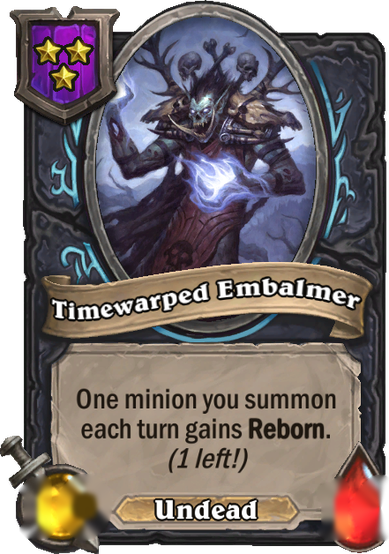 Timewarped Embalmer
One minion you summon
each turn gains Reborn.
(1 left!)
Undead